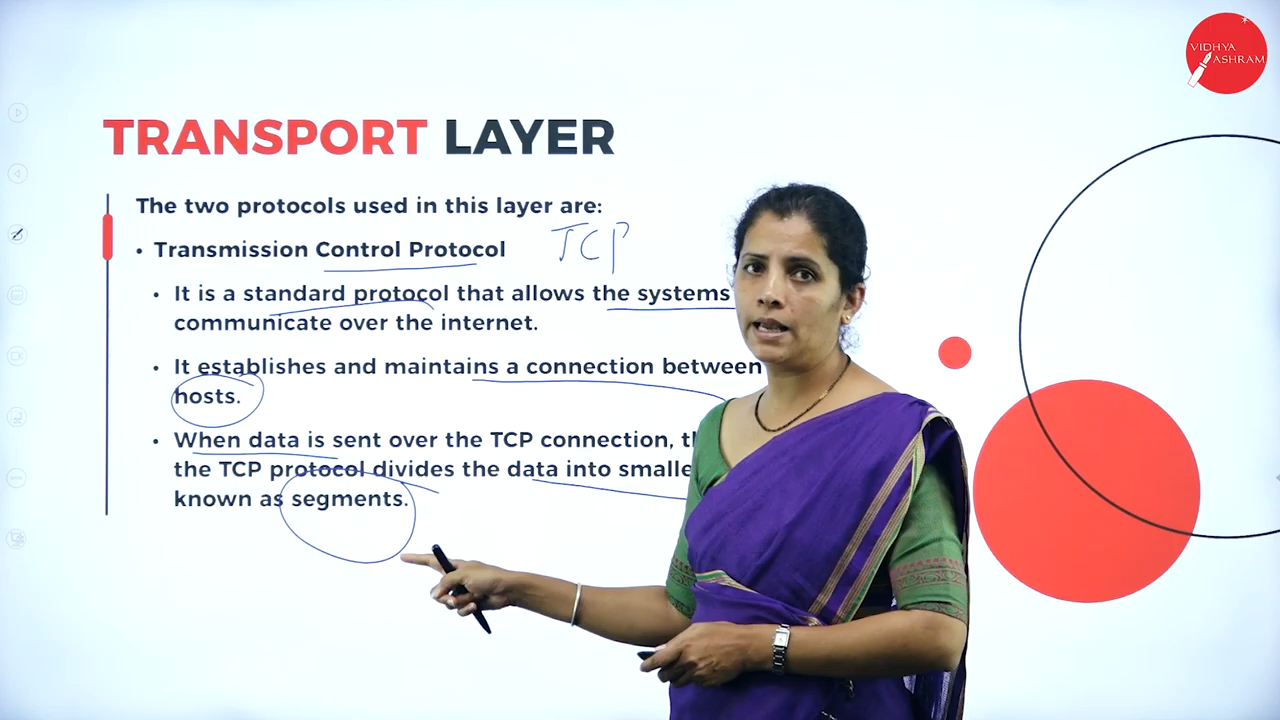 VIDHYA
ASHRAM
TRANSPORT LAYER
The two protocols used in this layer are:
• Transmission Control Protocol TCP
• It is a standard protocol that allows the systems
communicate over the internet.
• It establishes and maintains a connection between
hosts.
• When data is sent over the TCP connection,
the TCP protocol divides the data into
known as segments.